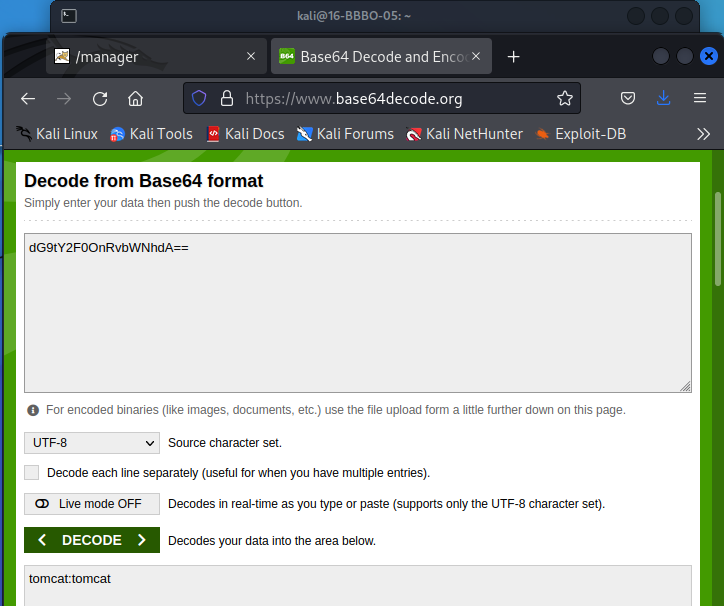 kali@16-BBBO-05: ~
/manager
B64
Base64 Decode and Enco
https://www.base64decode.org
Kali Linux
Kali Tools
Kali Docs
Kali Forums
Kali NetHunter
Exploit-DB
Decode from Base64 format
Simply enter your data then push the decode button.
dG9tY2F0OnRvbWNhdA==
For encoded binaries (like images, documents, etc.) use the file upload form a little further down on this page.
UTF-8
Source character set.
Decode each line separately (useful for when you have multiple entries).
Live mode OFF
Decodes in real-time as you type or paste (supports only the UTF-8 character set).
DECODE
Decodes your data into the area below.
tomcat:tomcat